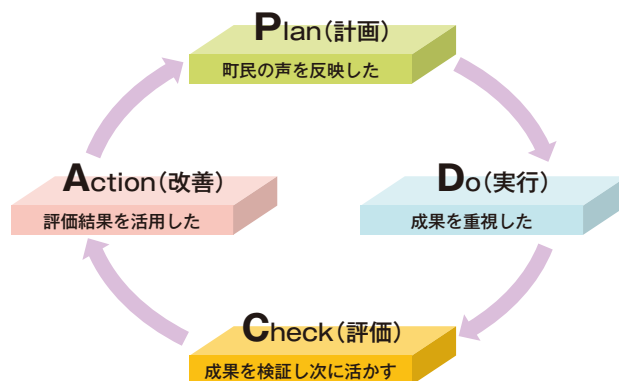 Plan(計画)
町民の声を反映した
Action(改善)
評価結果を活用した
Do(実行)
成果を重視した
Check(評価)
成果を検証し次に活かす